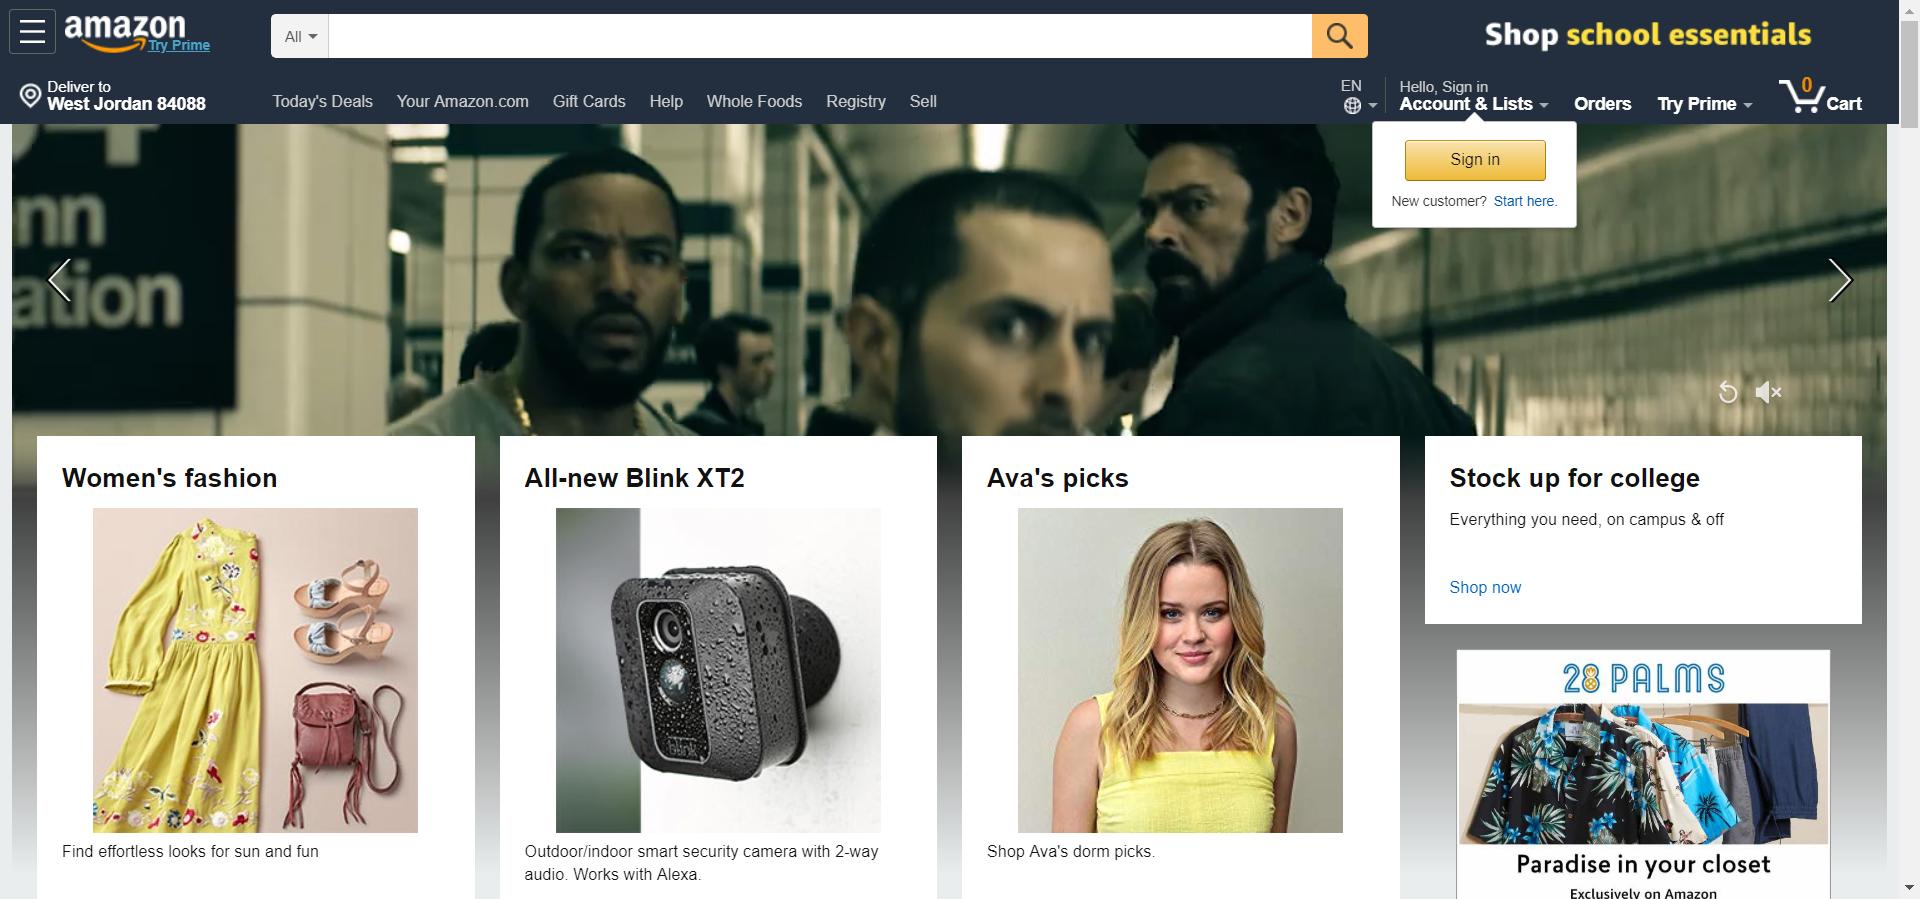 amazon
Try Prime
All
Shop school essentials
Deliver to
West Jordan 84088
Today's Deals
Your Amazon.com
Gift Cards
Help
Whole Foods
Registry
Sell
EN
Hello, Sign in
Account & Lists
Orders
Try Prime
0
Cart
Sign in
New customer? Start here.
nn
ation
Women's fashion
Find effortless looks for sun and fun
All-new Blink XT2
blink
Outdoor/indoor smart security camera with 2-way
audio. Works with Alexa.
Ava's picks
Shop Ava's dorm picks.
Stock up for college
Everything you need, on campus & off
Shop now
28 PALMS
Paradise in your closet
Exclusively on Amazon